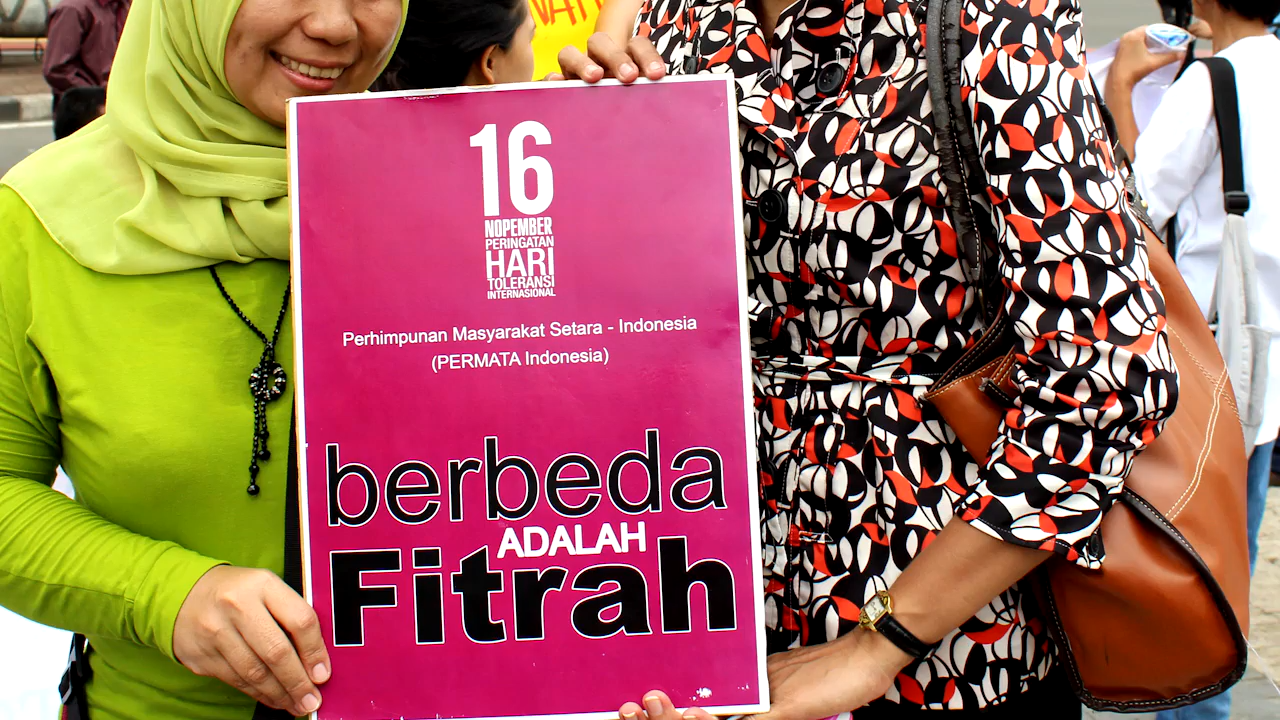 16
NOPEMBER
PERINGATAN
HARI
TOLERANSI
INTERNASIONAL
Perhimpunan Masyarakat Setara - Indonesia
(PERMATA Indonesia)
berbeda
ADALAH
Fitrah